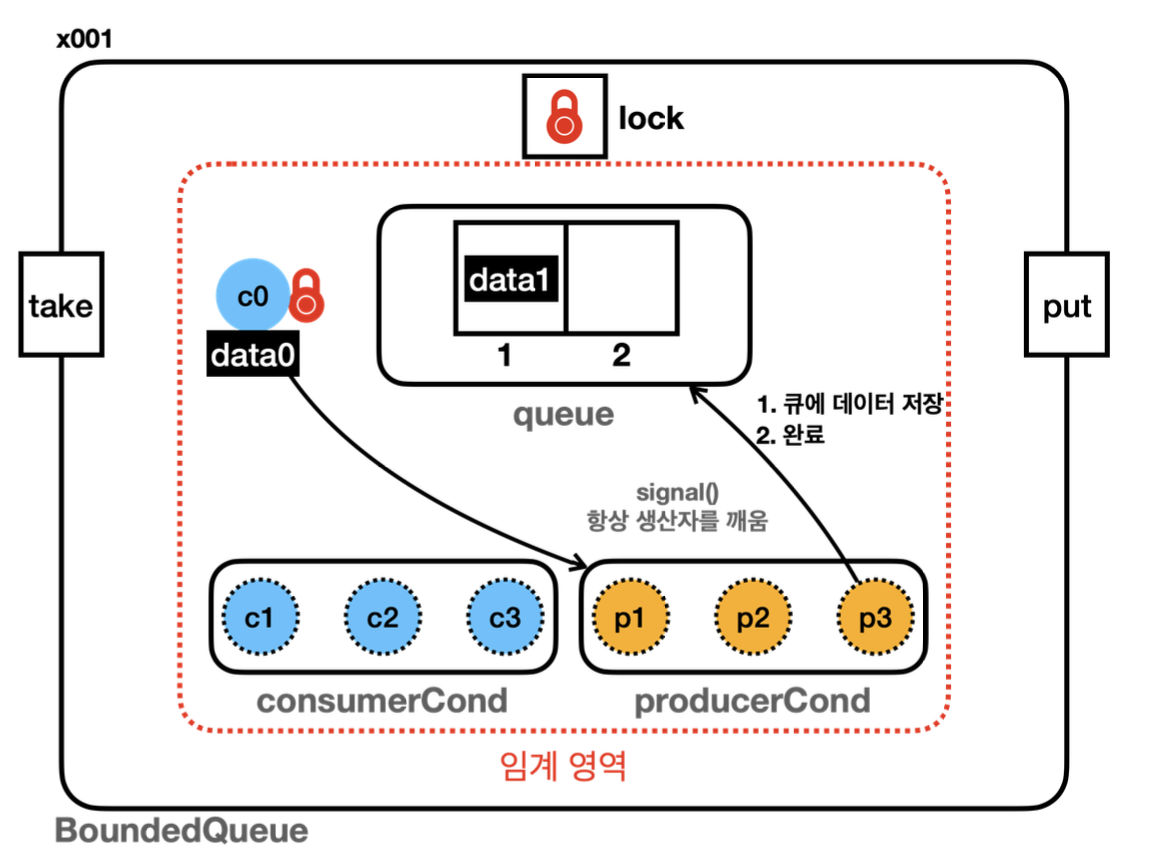 x001
lock
take
put
c0
data0
data1
1
2
queue
1. 큐에 데이터 저장
2. 완료
signal()
항상 생산자를 깨움
c1
c2
c3
p1
p2
p3
consumerCond
producerCond
임계 영역
BoundedQueue